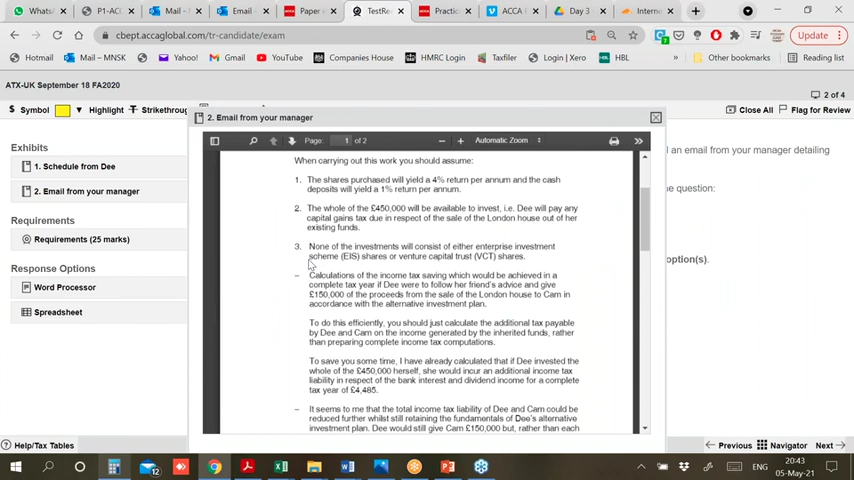 WhatsA
P1-ACC
Mail -
Email
Paper
TestRe
Practic
ACCA P
Day 3
Interno
cbept.accaglobal.com/tr-candidate/exam
Update
Hotmail
Mail – MNSK
Yahoo!
Gmail
YouTube
Companies House
HMRC Login
Taxfiler
Login | Xero
HBL
Other bookmarks
Reading list
ATX-UK September 18 FA2020
2 of 4
Symbol
Highlight
Strikethroug
Close All
Flag for Review
2. Email from your manager
Page: 1 of 2
Automatic Zoom
Exhibits
1. Schedule from Dee
2. Email from your manager
Requirements
Requirements (25 marks)
Response Options
Word Processor
Spreadsheet
When carrying out this work you should assume:
1. The shares purchased will yield a 4% return per annum and the cash
deposits will yield a 1% return per annum.
2. The whole of the £450,000 will be available to invest, i.e. Dee will pay any
capital gains tax due in respect of the sale of the London house out of her
existing funds.
3. None of the investments will consist of either enterprise investment
scheme (EIS) shares or venture capital trust (VCT) shares.
– Calculations of the income tax saving which would be achieved in a
complete tax year if Dee were to follow her friend's advice and give
£150,000 of the proceeds from the sale of the London house to Cam in
accordance with the alternative investment plan.
To do this efficiently, you should just calculate the additional tax payable
by Dee and Cam on the income generated by the inherited funds, rather
than preparing complete income tax computations.
To save you some time, I have already calculated that if Dee invested the
whole of the £450,000 herself, she would incur an additional income tax
liability in respect of the bank interest and dividend income for a complete
tax year of £4,485.
– It seems to me that the total income tax liability of Dee and Cam could be
reduced further whilst still retaining the fundamentals of Dee's alternative
investment plan. Dee would still give Cam £150,000 but, rather than each
l an email from your manager detailing
the question:
option(s).
Help/Tax Tables
Previous
Navigator
Next
12
ENG
20:43
05-May-21